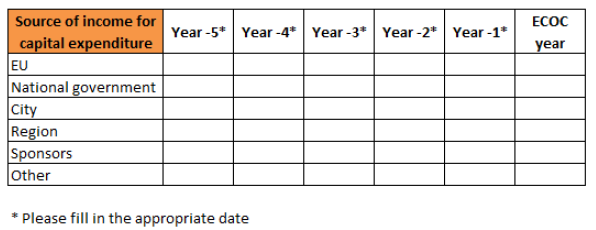 Source of income for capital expenditure Year -5* Year -4* Year -3* Year -2* Year -1* ECOC year
EU
National government
City
Region
Sponsors
Other
* Please fill in the appropriate date